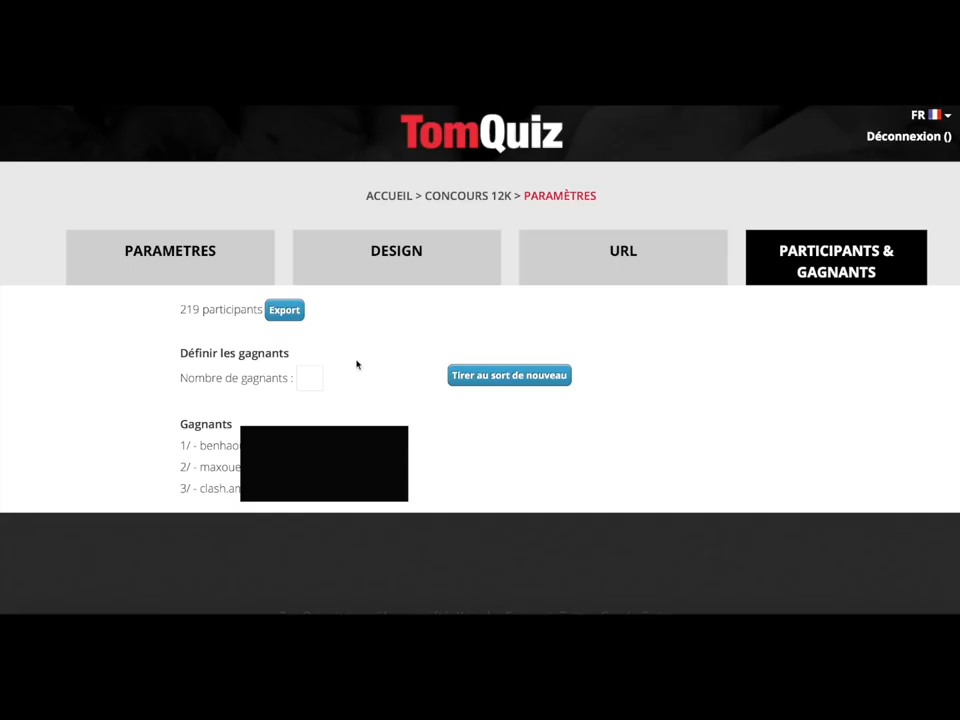 FR
TomQuiz
Déconnexion ()
ACCUEIL > CONCOURS 12K > PARAMÈTRES
PARAMETRES
DESIGN
URL
PARTICIPANTS &
GAGNANTS
219 participants Export
Définir les gagnants
Nombre de gagnants :
Tirer au sort de nouveau
Gagnants
1/ - benhao
2/ - maxoue
3/ - clash.an